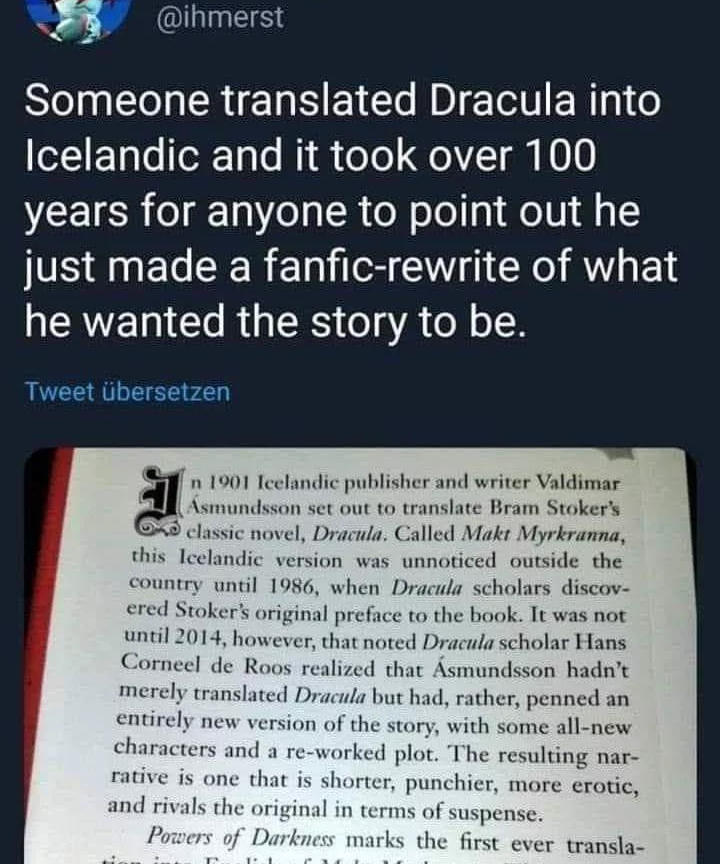 @ihmerst
Someone translated Dracula into
Icelandic and it took over 100
years for anyone to point out he
just made a fanfic-rewrite of what
he wanted the story to be.
Tweet übersetzen
In 1901 Icelandic publisher and writer Valdimar
Ásmundsson set out to translate Bram Stoker's
classic novel, Dracula. Called Makt Myrkranna,
this Icelandic version was unnoticed outside the
country until 1986, when Dracula scholars discov-
ered Stoker's original preface to the book. It was not
until 2014, however, that noted Dracula scholar Hans
Corneel de Roos realized that Ásmundsson hadn't
merely translated Dracula but had, rather, penned an
entirely new version of the story, with some all-new
characters and a re-worked plot. The resulting nar-
rative is one that is shorter, punchier, more erotic,
and rivals the original in terms of suspense.
Powers of Darkness marks the first ever transla-